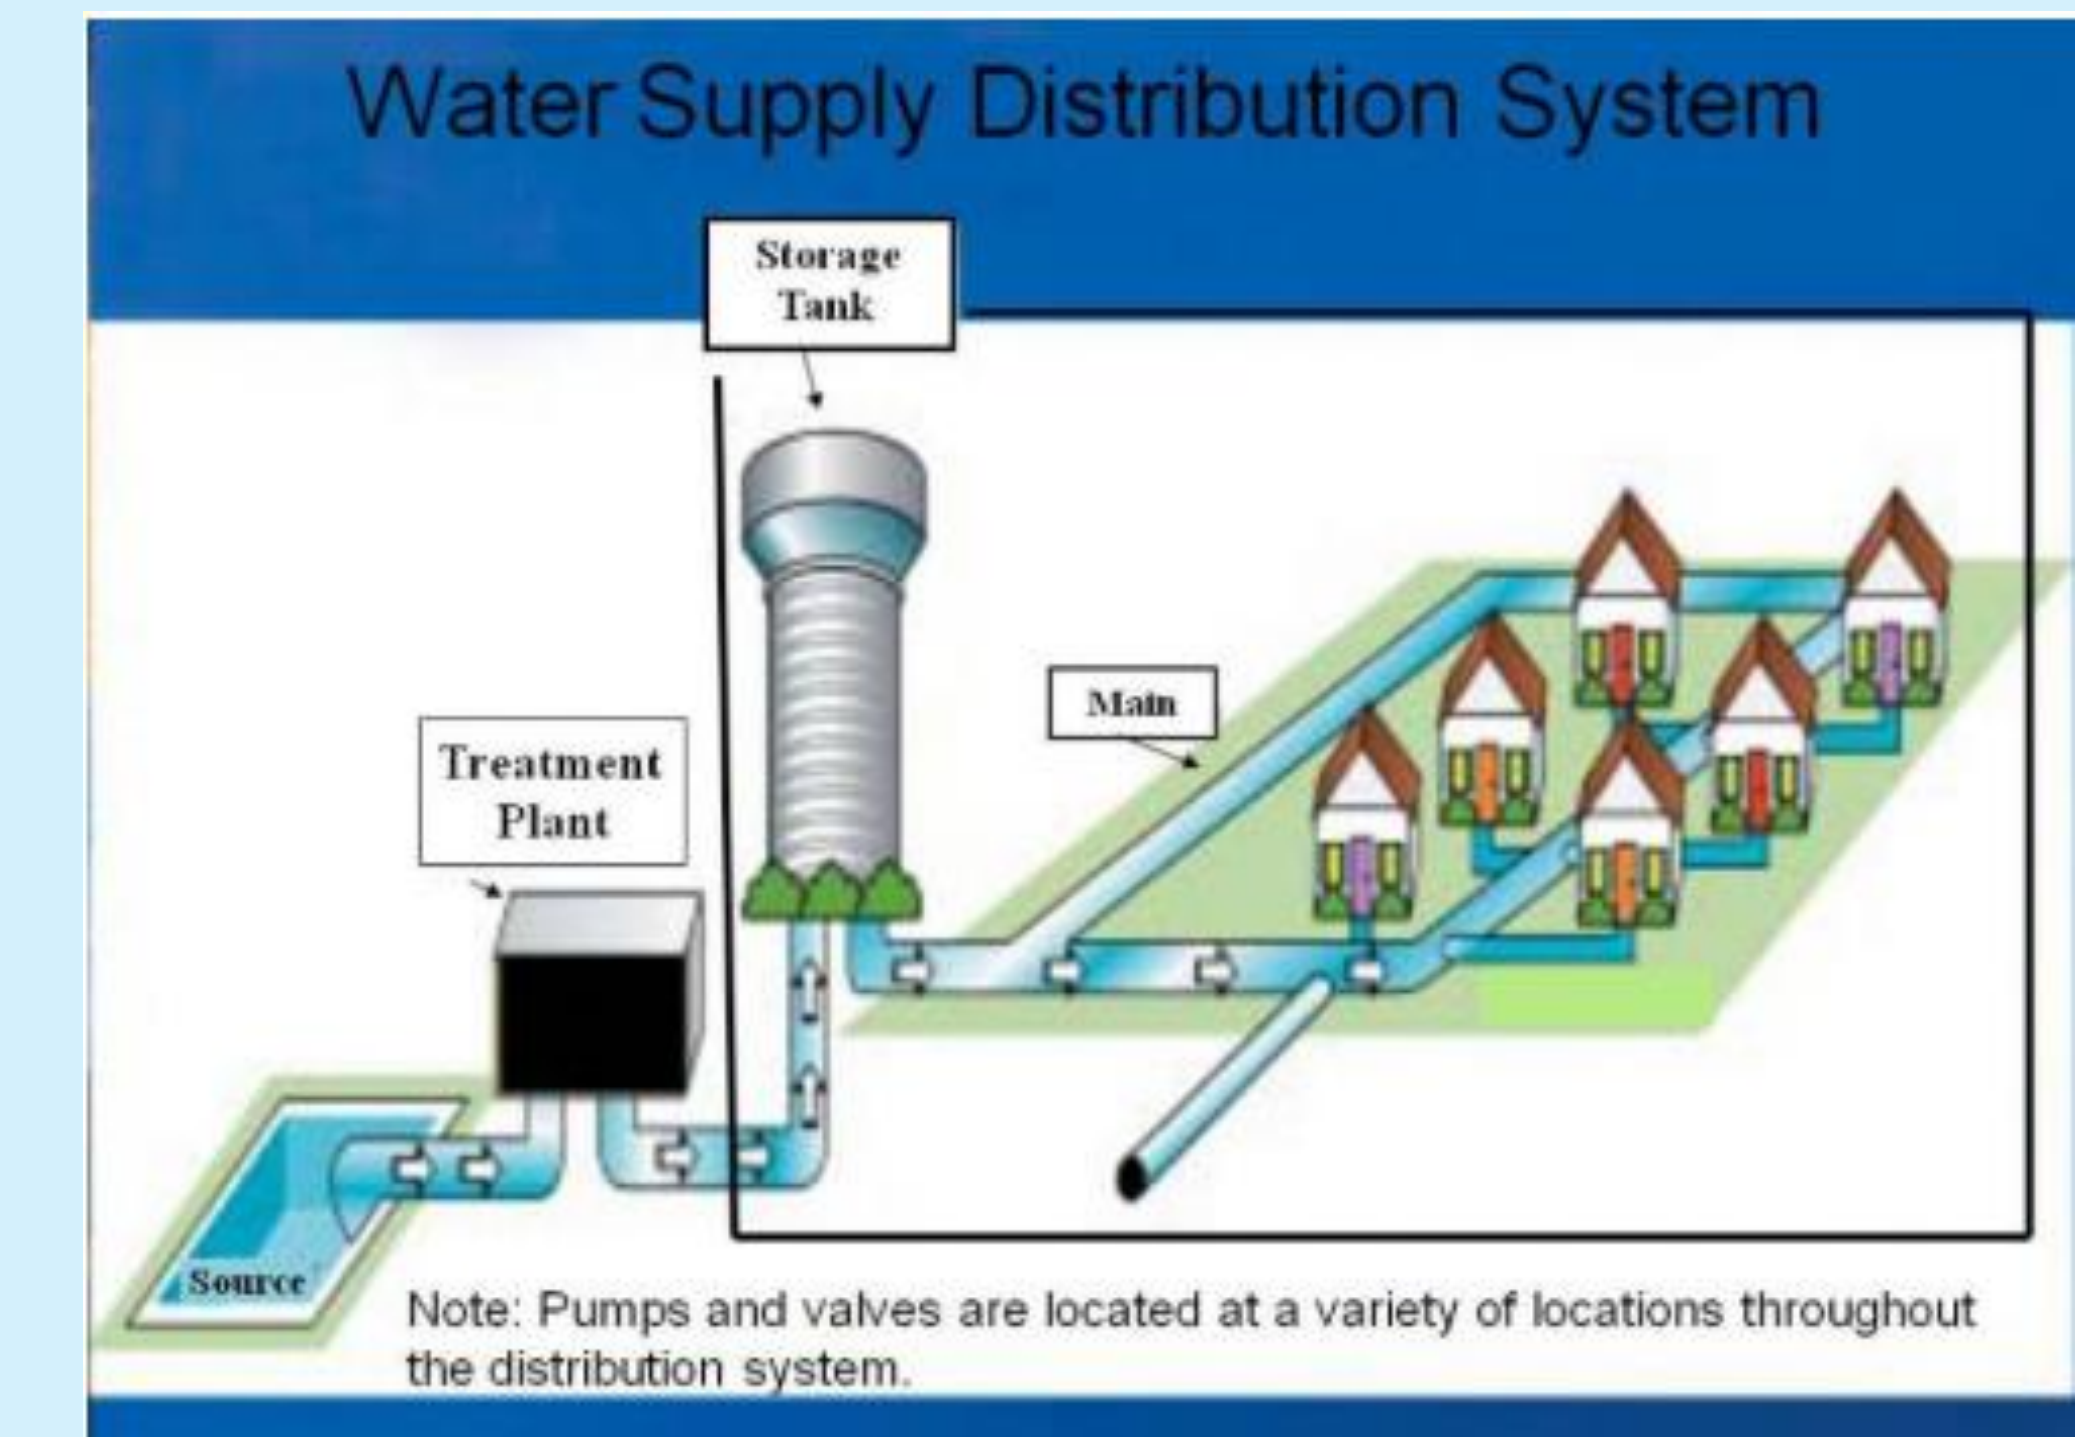 Water Supply Distribution System
Storage
Tank
Main
Treatment
Plant
Source
Note: Pumps and valves are located at a variety of locations throughout
the distribution system.